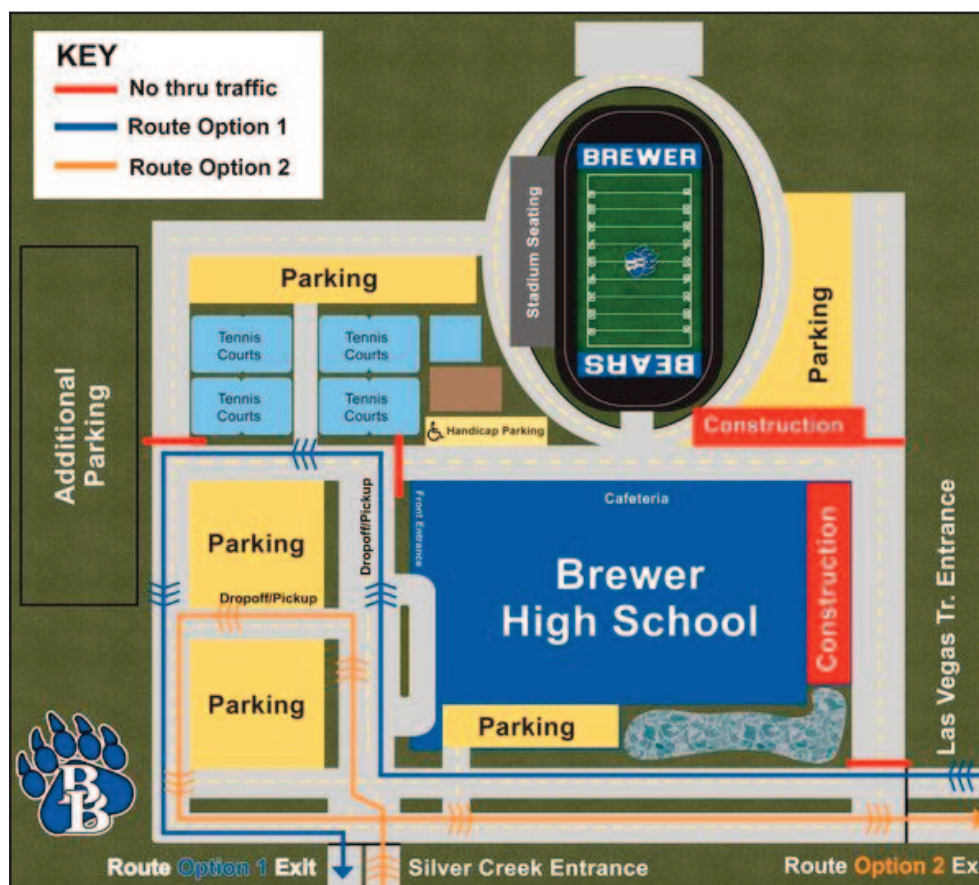 KEY
No thru traffic
Route Option 1
Route Option 2
BREWER
Stadium Seating
BEARS
Parking
Parking
Tennis
Courts
Tennis
Courts
Tennis
Courts
Tennis
Courts
Handicap Parking
Construction
Additional
Parking
Parking
Dropoff/Pickup
Dropoff/Pickup
Front Entrance
Cafeteria
Brewer
High School
Construction
Las Vegas Tr. Entrance
Parking
Parking
BB
Route Option 1 Exit
Silver Creek Entrance
Route Option 2